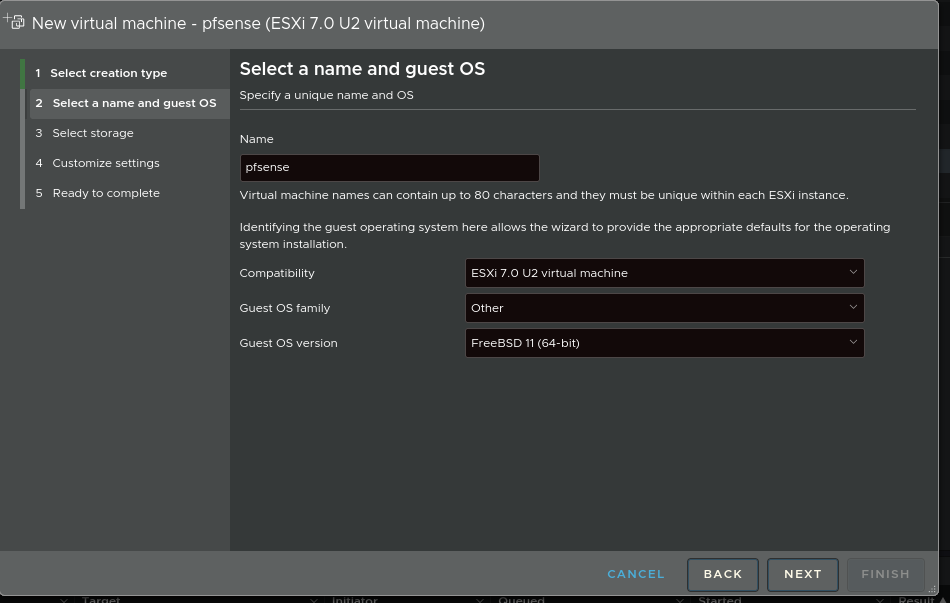 New virtual machine - pfsense (ESXi 7.0 U2 virtual machine)
1 Select creation type
2 Select a name and guest OS
3 Select storage
4 Customize settings
5 Ready to complete
Select a name and guest OS
Specify a unique name and OS
Name
pfsense
Virtual machine names can contain up to 80 characters and they must be unique within each ESXi instance.
Identifying the guest operating system here allows the wizard to provide the appropriate defaults for the operating
system installation.
Compatibility ESXi 7.0 U2 virtual machine
Guest OS family Other
Guest OS version FreeBSD 11 (64-bit)
CANCEL BACK NEXT FINISH
Target Initiator Queued Started Result